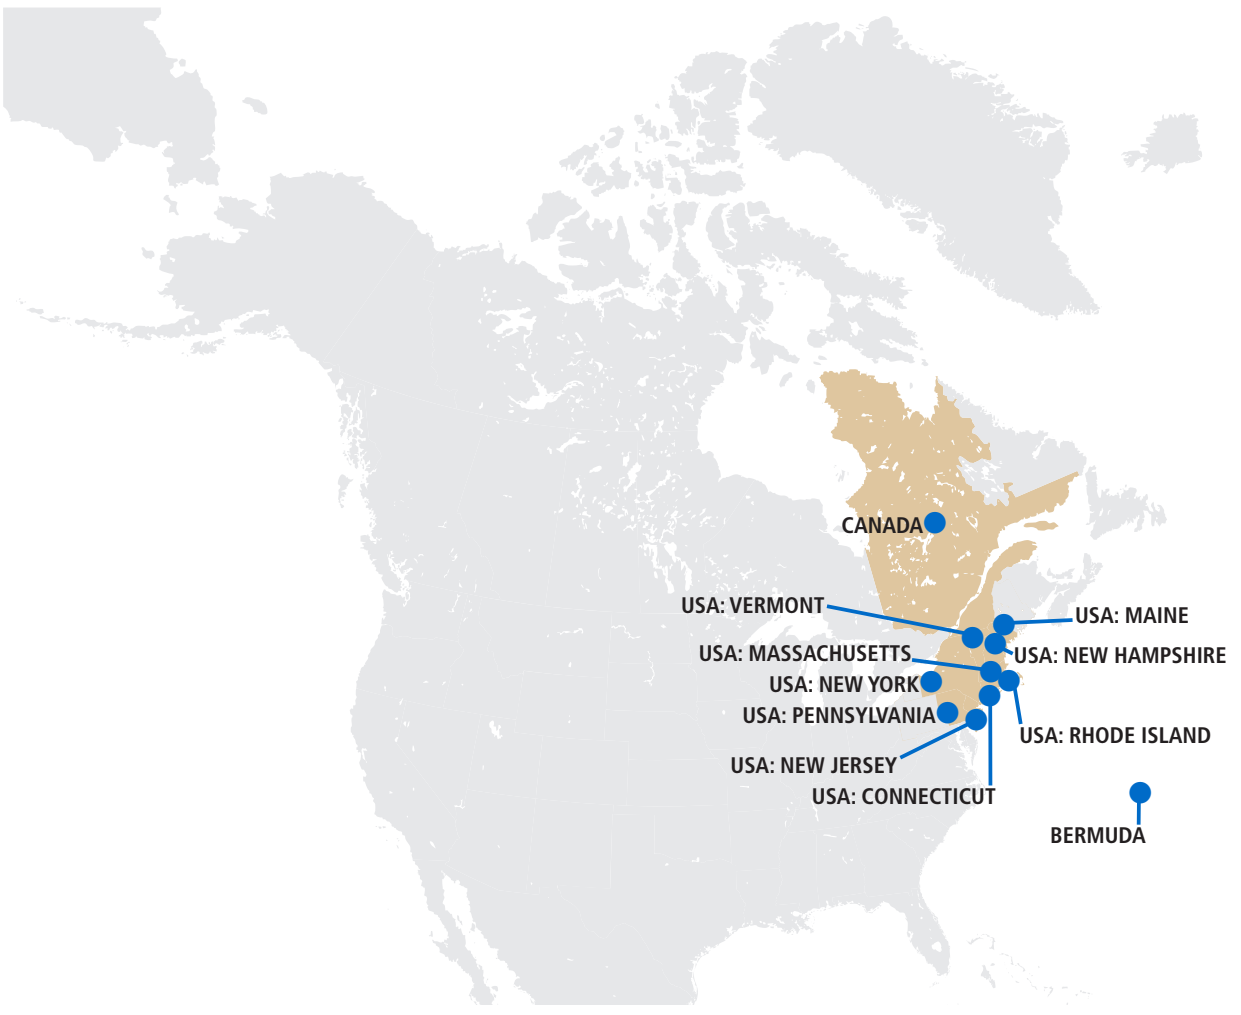 CANADA
USA: VERMONT
USA: MAINE
USA: MASSACHUSETTS
USA: NEW HAMPSHIRE
USA: NEW YORK
USA: PENNSYLVANIA
USA: RHODE ISLAND
USA: NEW JERSEY
USA: CONNECTICUT
BERMUDA